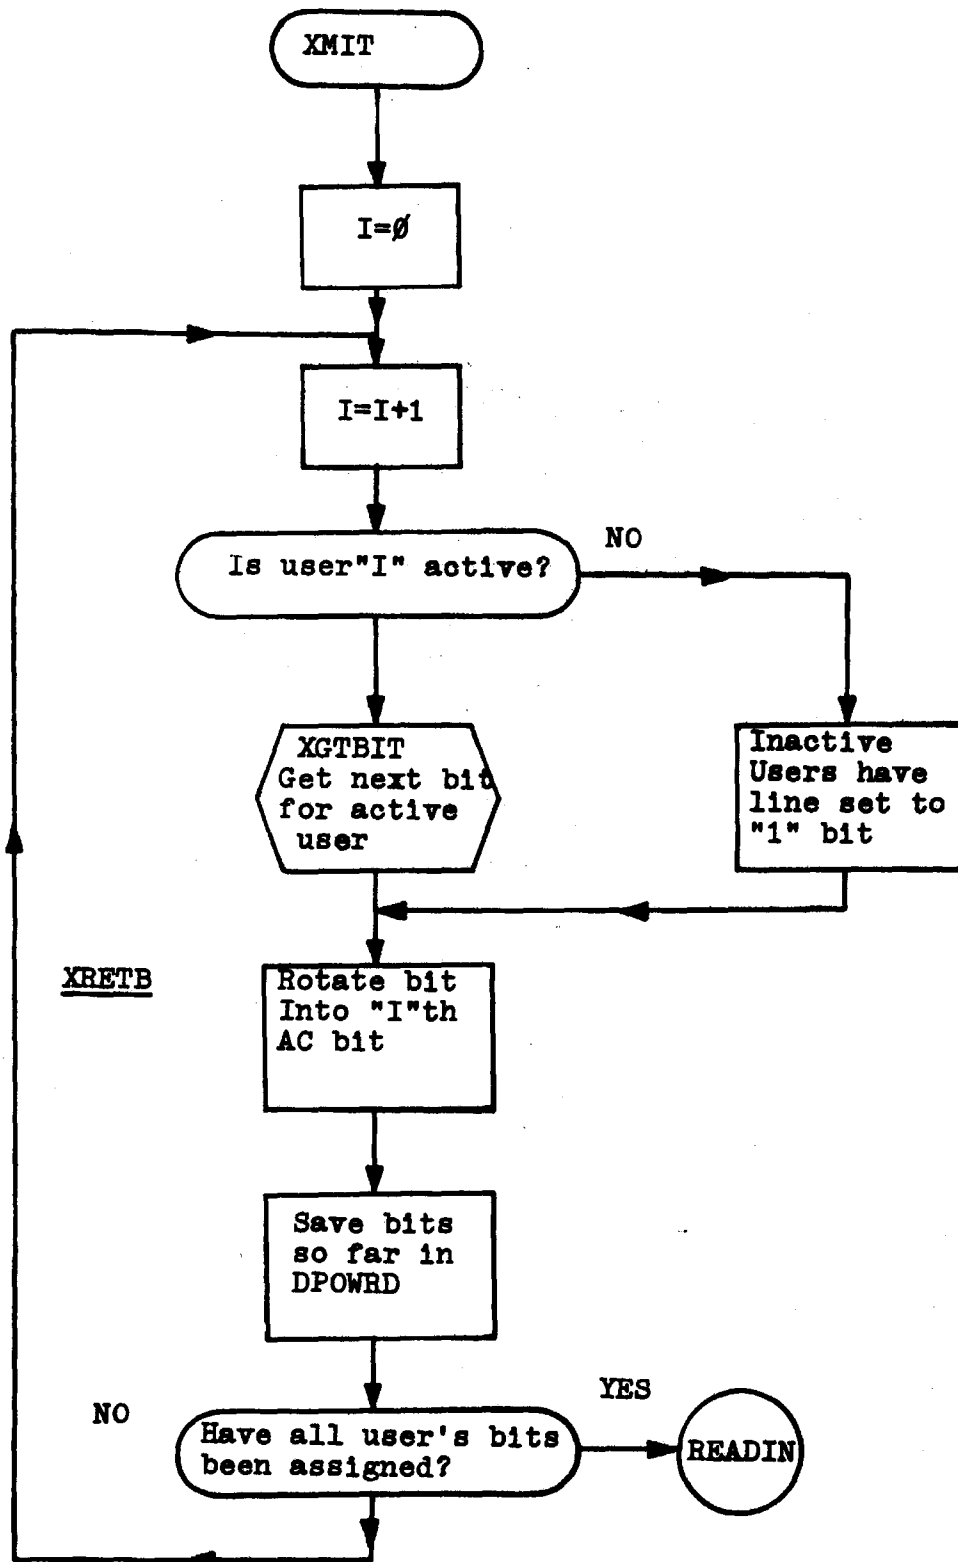 XMIT
I=Ø
I=I+1
Is user"I" active?
NO
XGTBIT
Get next bit
for active
user
Inactive
Users have
line set to
"1" bit
XRETB
Rotate bit
Into "I"th
AC bit
Save bits
so far in
DPOWRD
NO
YES
Have all user's bits
been assigned?
READIN